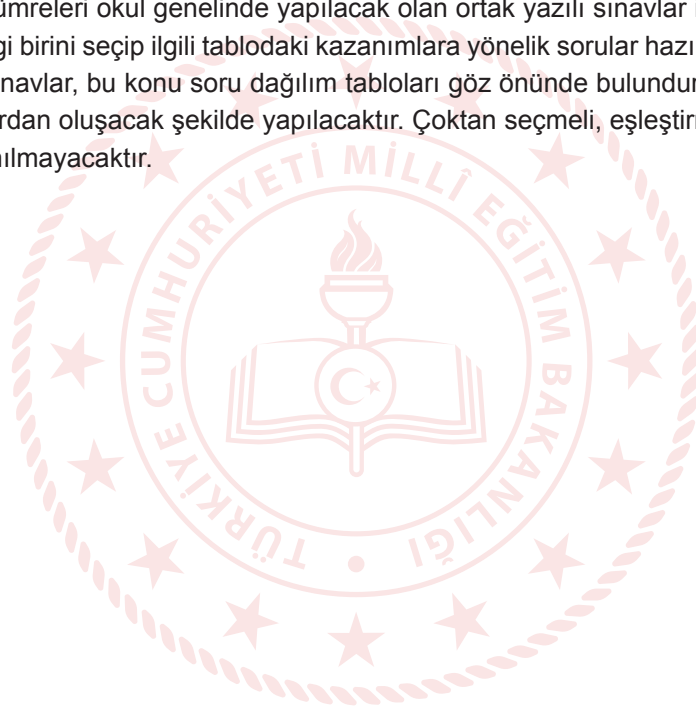 ümreleri okul genelinde yapılacak olan ortak yazılı sınavlar
gi birini seçip ilgili tablodaki kazanımlara yönelik sorular hazı
ınavlar, bu konu soru dağılım tabloları göz önünde bulundur
rdan oluşacak şekilde yapılacaktır. Çoktan seçmeli, eşleştir
nılmayacaktır.
TÜRKİYE CUMHURİYETİ MİLLÎ EĞİTİM BAKANLIĞI